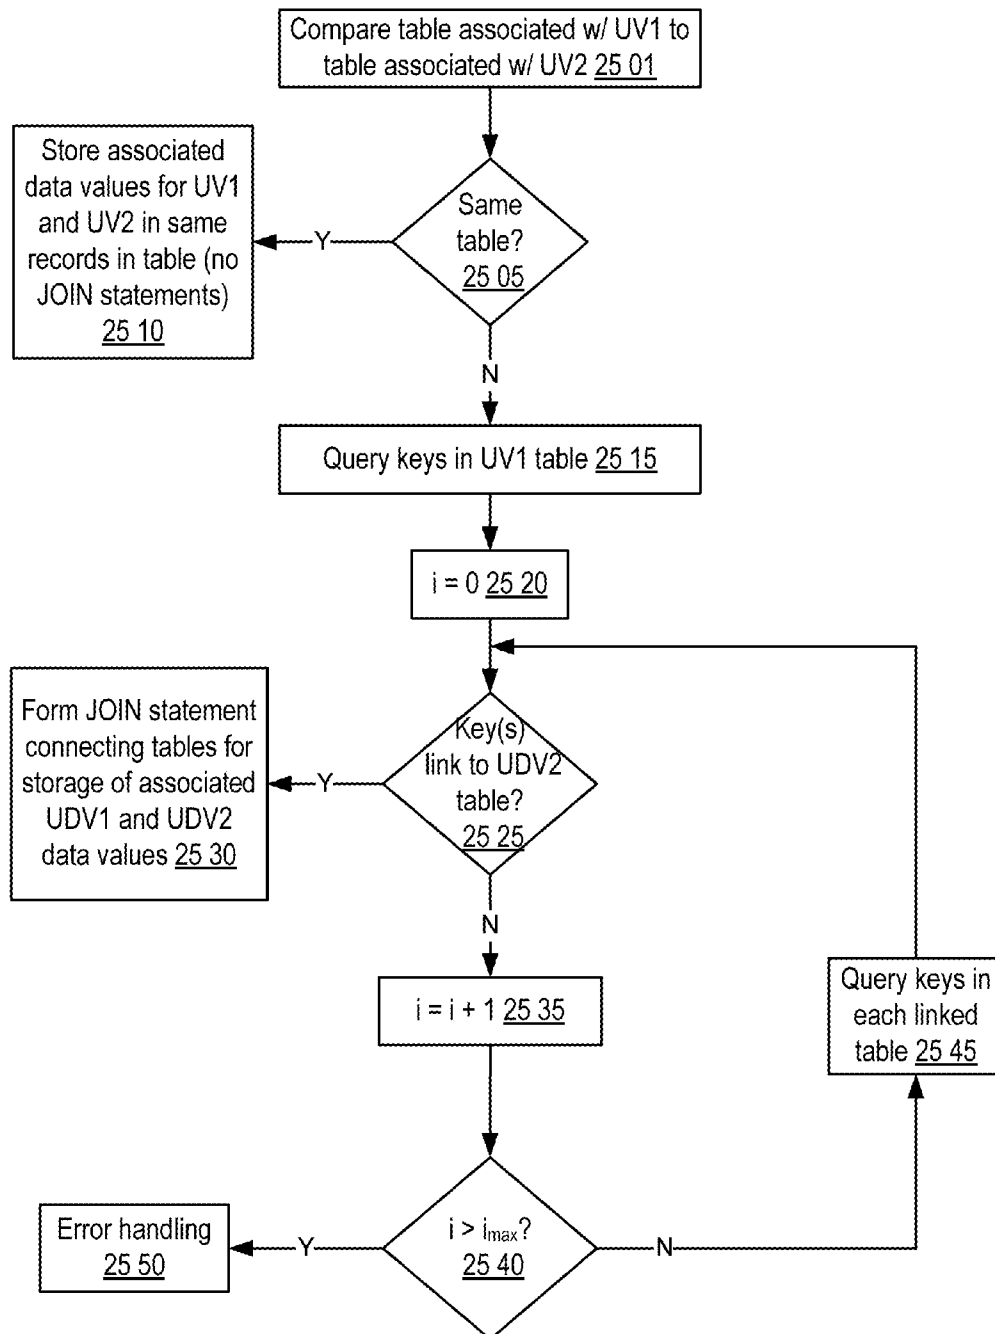 Compare table associated w/ UV1 to
table associated w/ UV2 25 01
Store associated
data values for UV1
and UV2 in same
records in table (no
JOIN statements)
25 10
Y
Same
table?
25 05
N
Query keys in UV1 table 25 15
i = 0 25 20
Form JOIN statement
connecting tables for
storage of associated
UDV1 and UDV2
data values 25 30
Y
Key(s)
link to UDV2
table?
25 25
N
i = i + 1 25 35
Query keys in
each linked
table 25 45
Error handling
25 50
Y
i > imax?
25 40
N